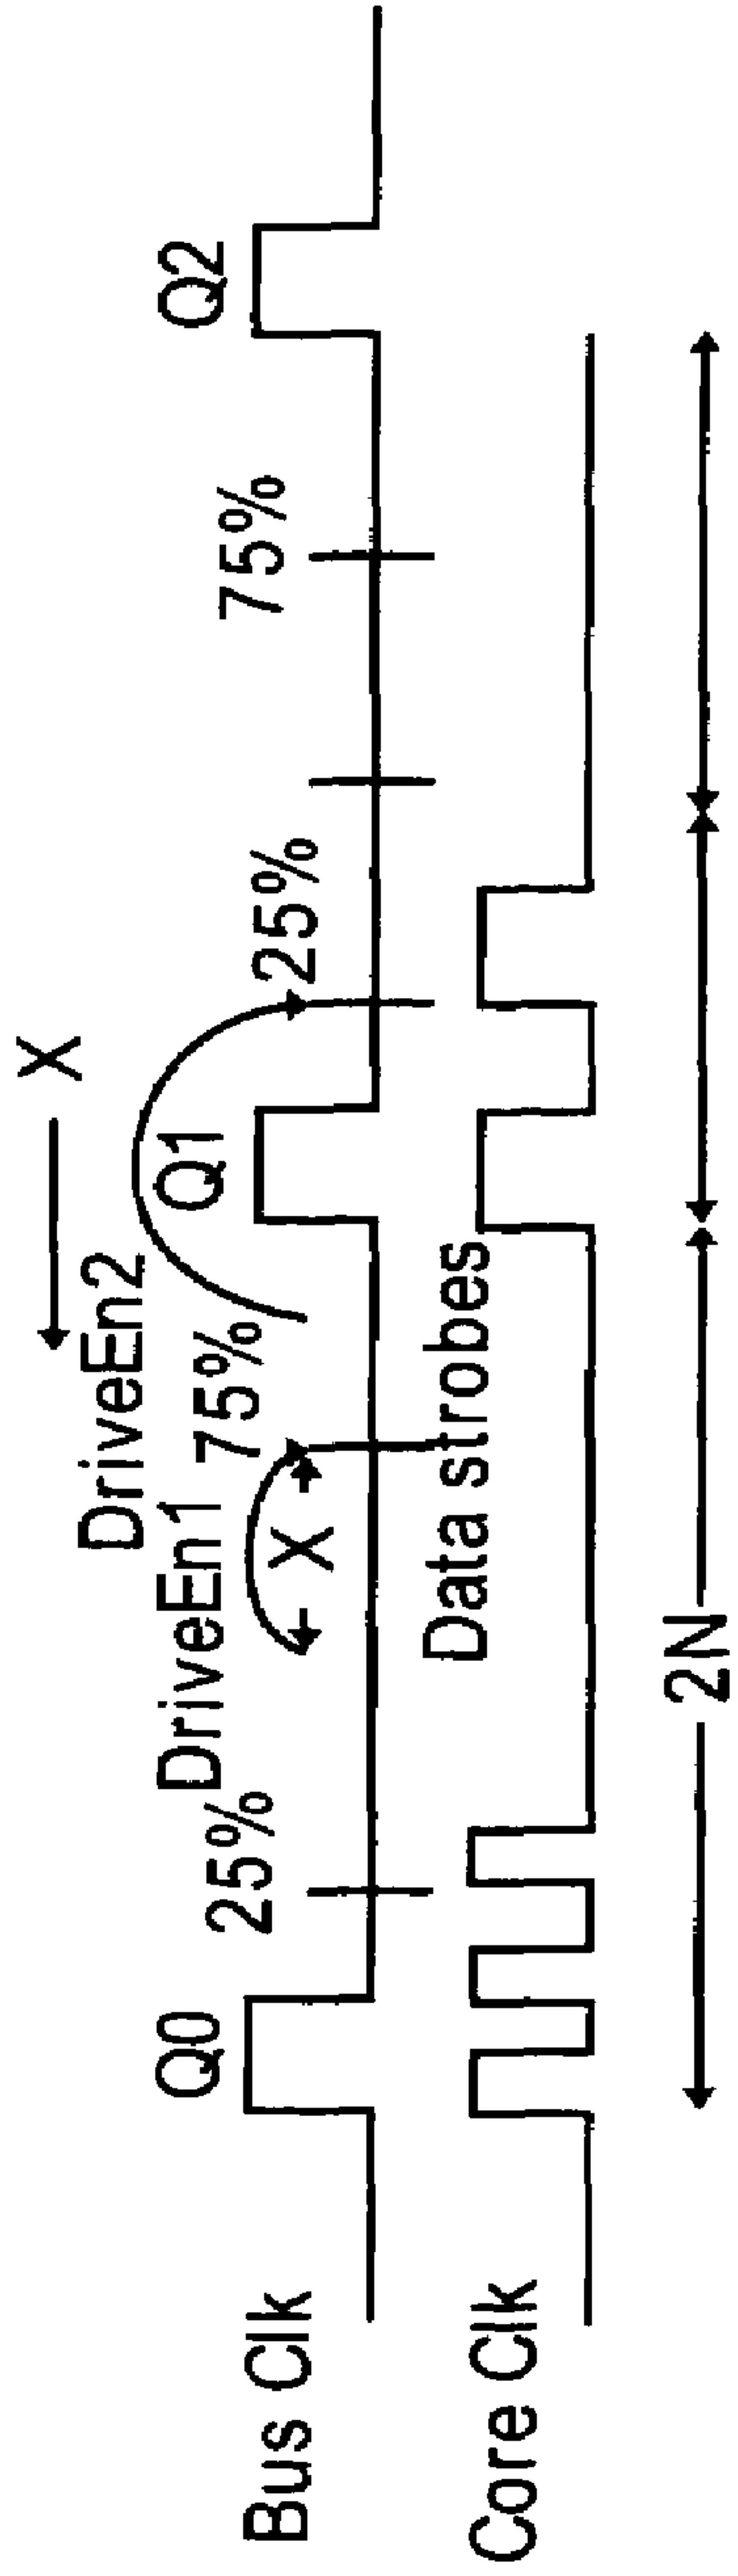 X
DriveEn2
Q0
DriveEn1
Q1
Q2
25%
75%
25%
75%
X
Bus Clk
Data strobes
Core Clk
2N